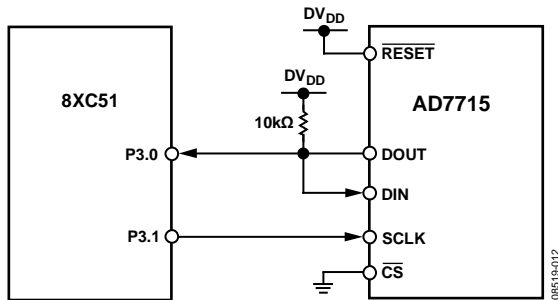 DVDD
RESET
DVDD
8XC51
AD7715
10kΩ
P3.0
DOUT
DIN
P3.1
SCLK
CS
08519-012